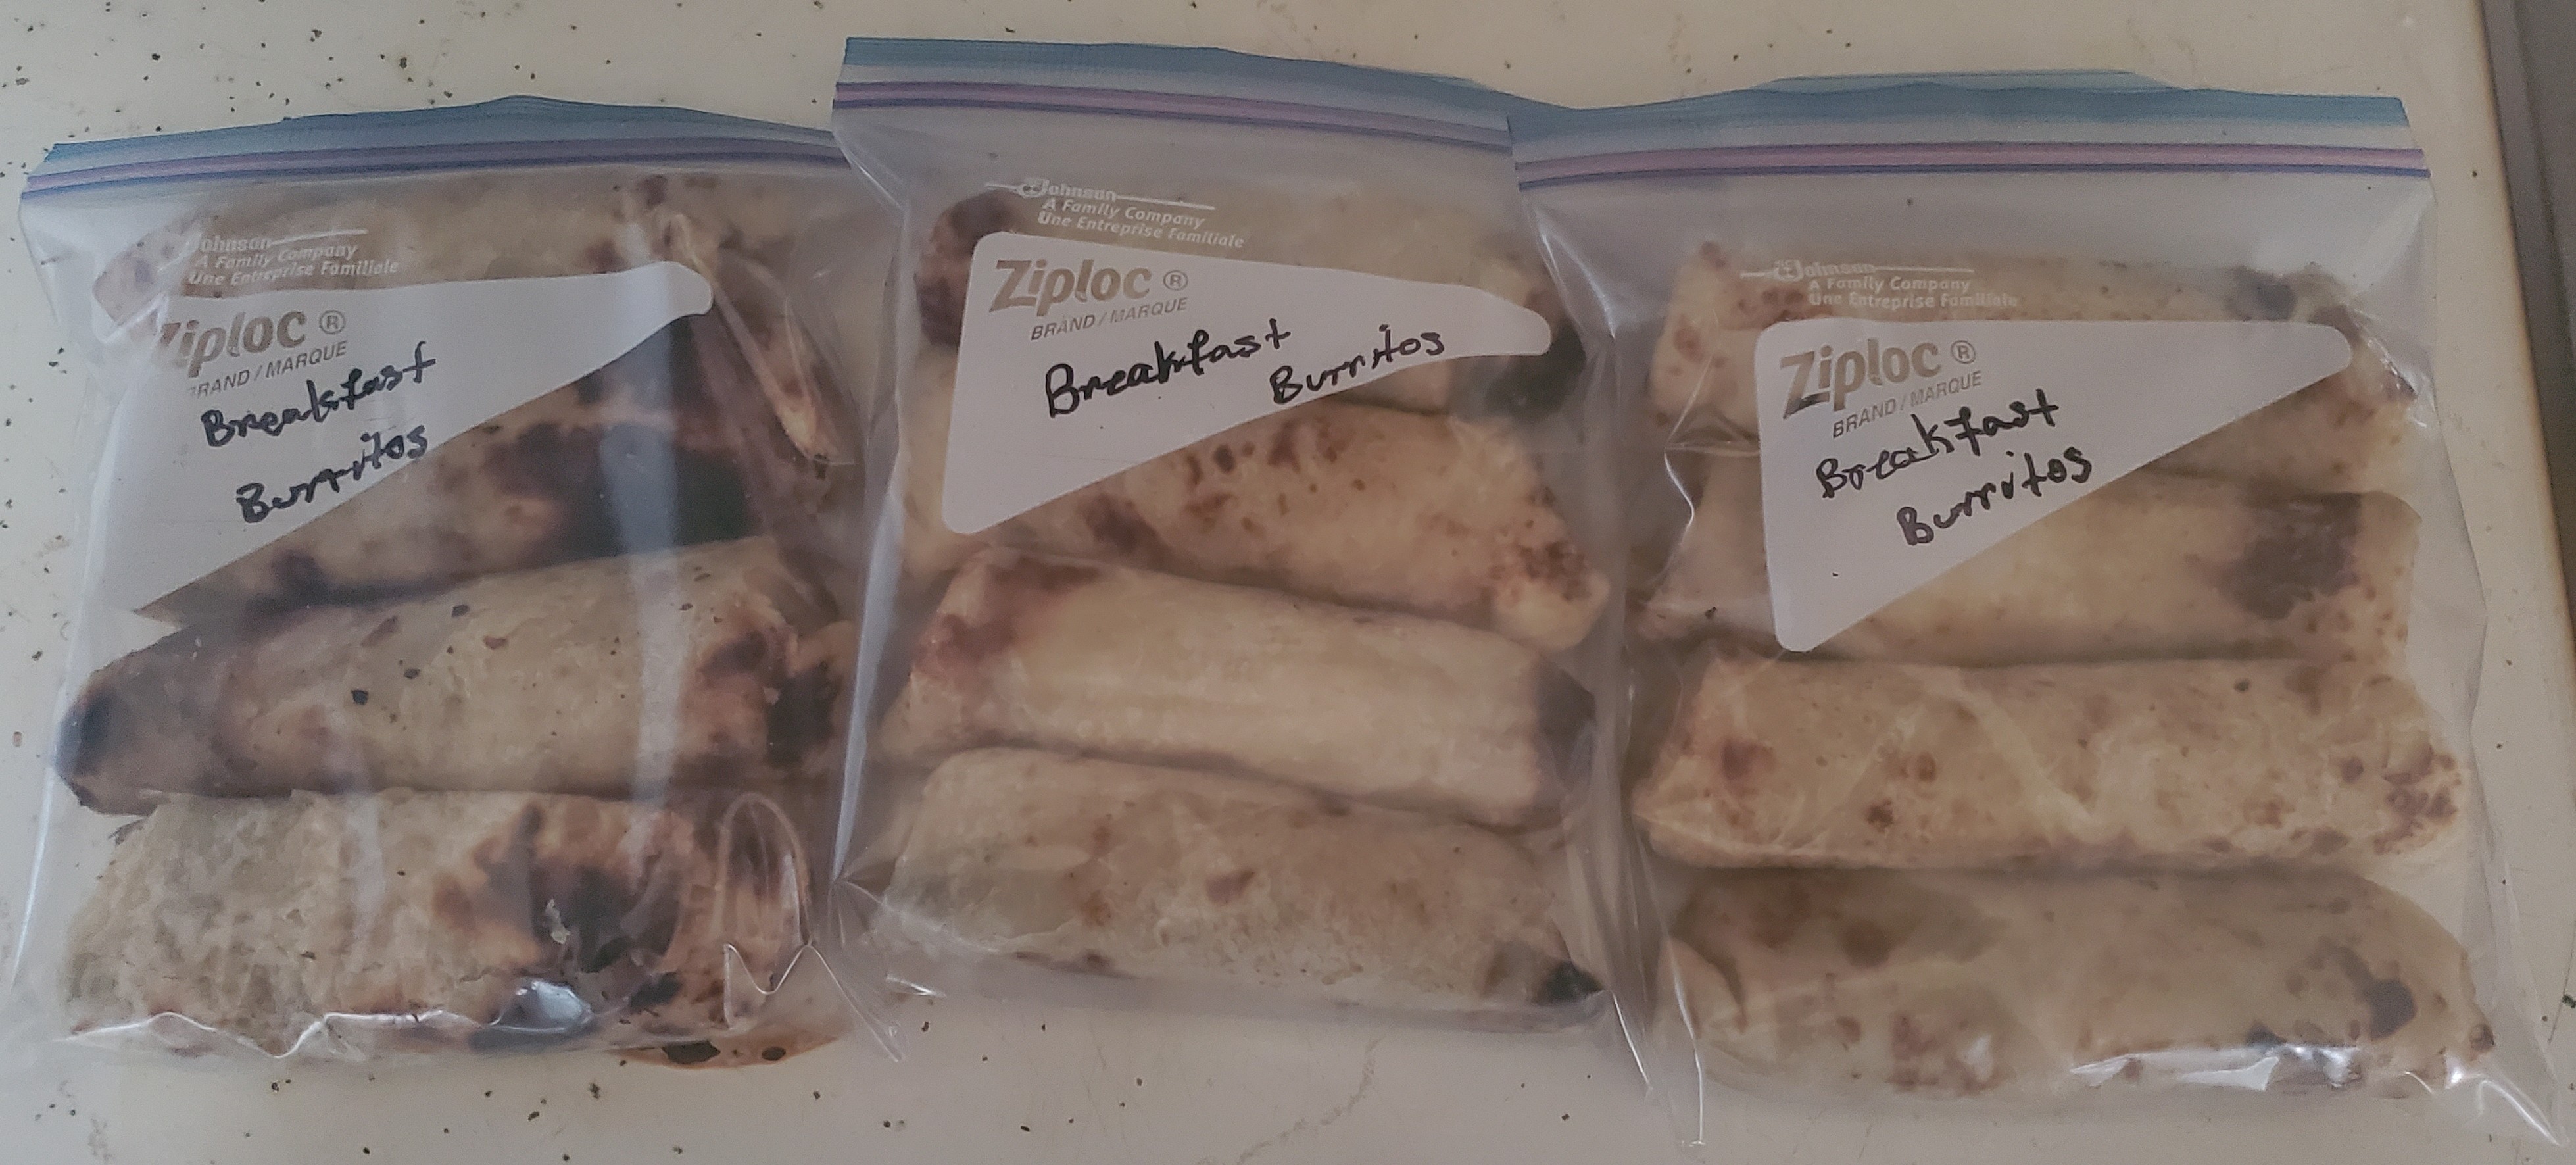 Johnson
A Family Company
Une Entreprise Familiale
Ziploc ®
BRAND / MARQUE
Breakfast
Burritos
Johnson
A Family Company
Une Entreprise Familiale
Ziploc ®
BRAND / MARQUE
Breakfast
Burritos
Johnson
A Family Company
Une Entreprise Familiale
Ziploc ®
BRAND / MARQUE
Breakfast
Burritos